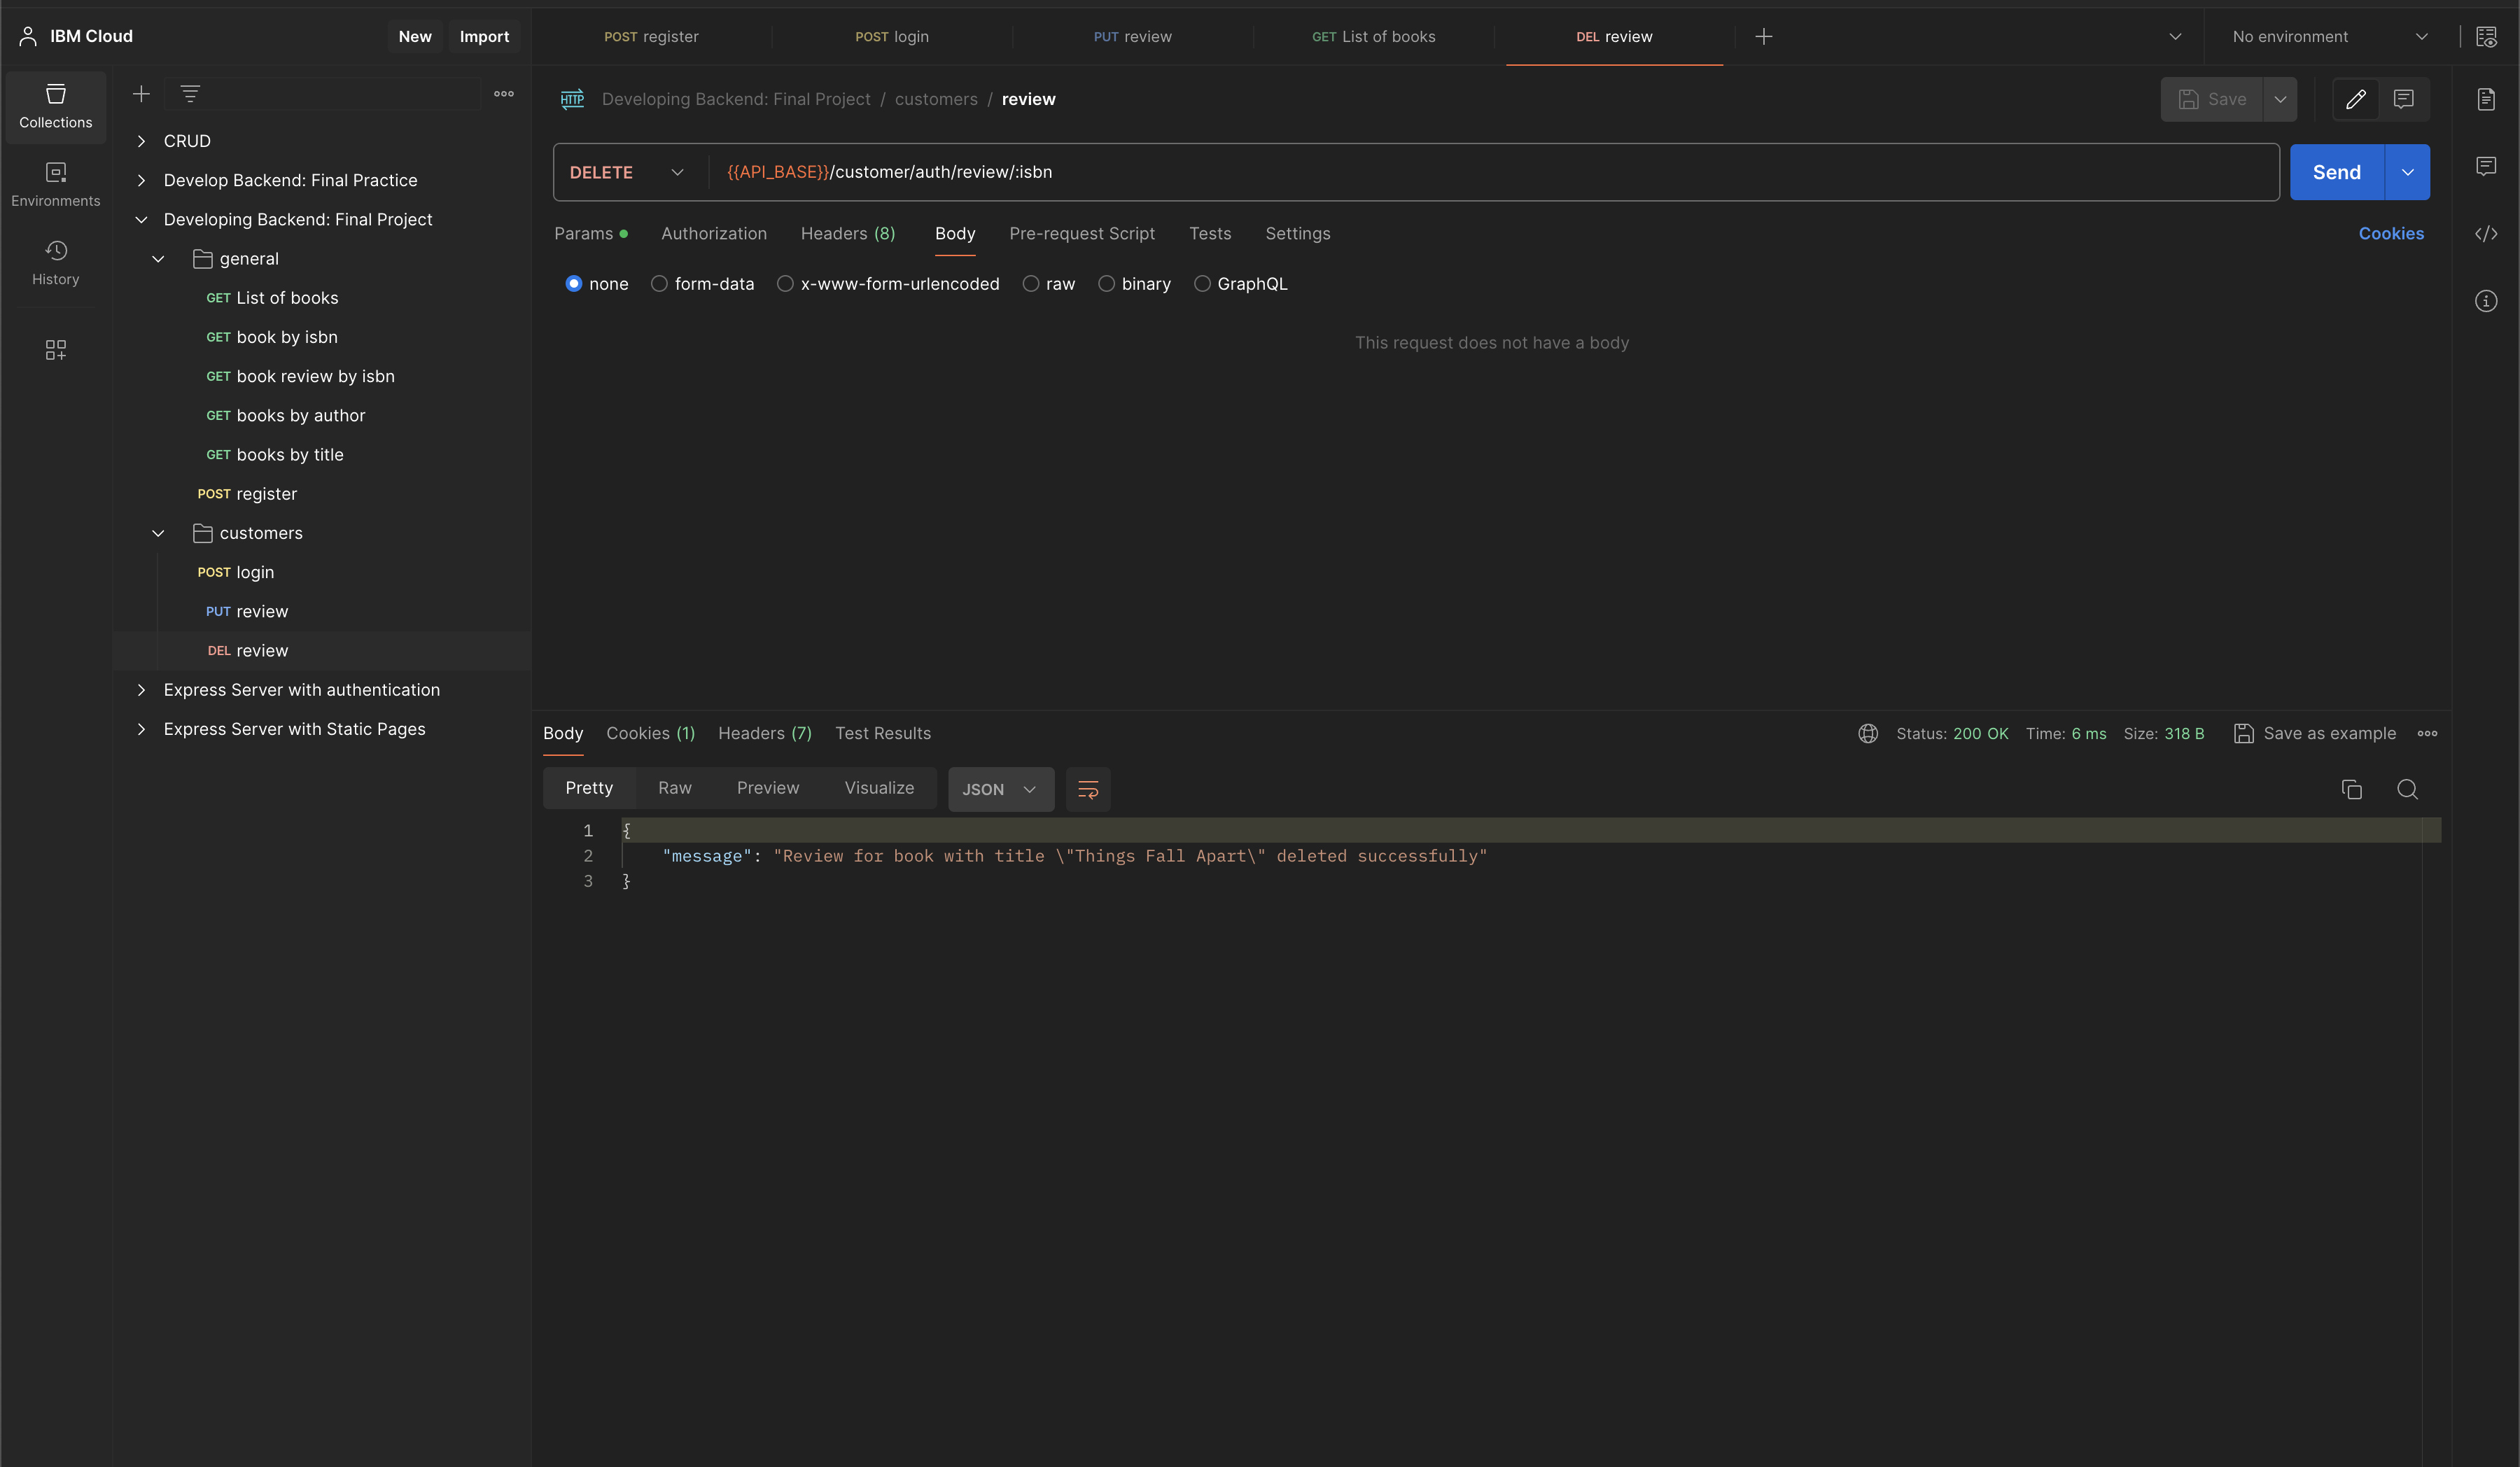 IBM Cloud
New
Import
POST register
POST login
PUT review
GET List of books
DEL review
No environment
Collections
Environments
History
CRUD
Develop Backend: Final Practice
Developing Backend: Final Project
general
GET List of books
GET book by isbn
GET book review by isbn
GET books by author
GET books by title
POST register
customers
POST login
PUT review
DEL review
Express Server with authentication
Express Server with Static Pages
HTTP Developing Backend: Final Project / customers / review
Save
DELETE
{{API_BASE}}/customer/auth/review/:isbn
Send
Params
Authorization
Headers (8)
Body
Pre-request Script
Tests
Settings
Cookies
none
form-data
x-www-form-urlencoded
raw
binary
GraphQL
This request does not have a body
Body
Cookies (1)
Headers (7)
Test Results
Status: 200 OK
Time: 6 ms
Size: 318 B
Save as example
Pretty
Raw
Preview
Visualize
JSON
1 {
2 "message": "Review for book with title \"Things Fall Apart\" deleted successfully"
3 }